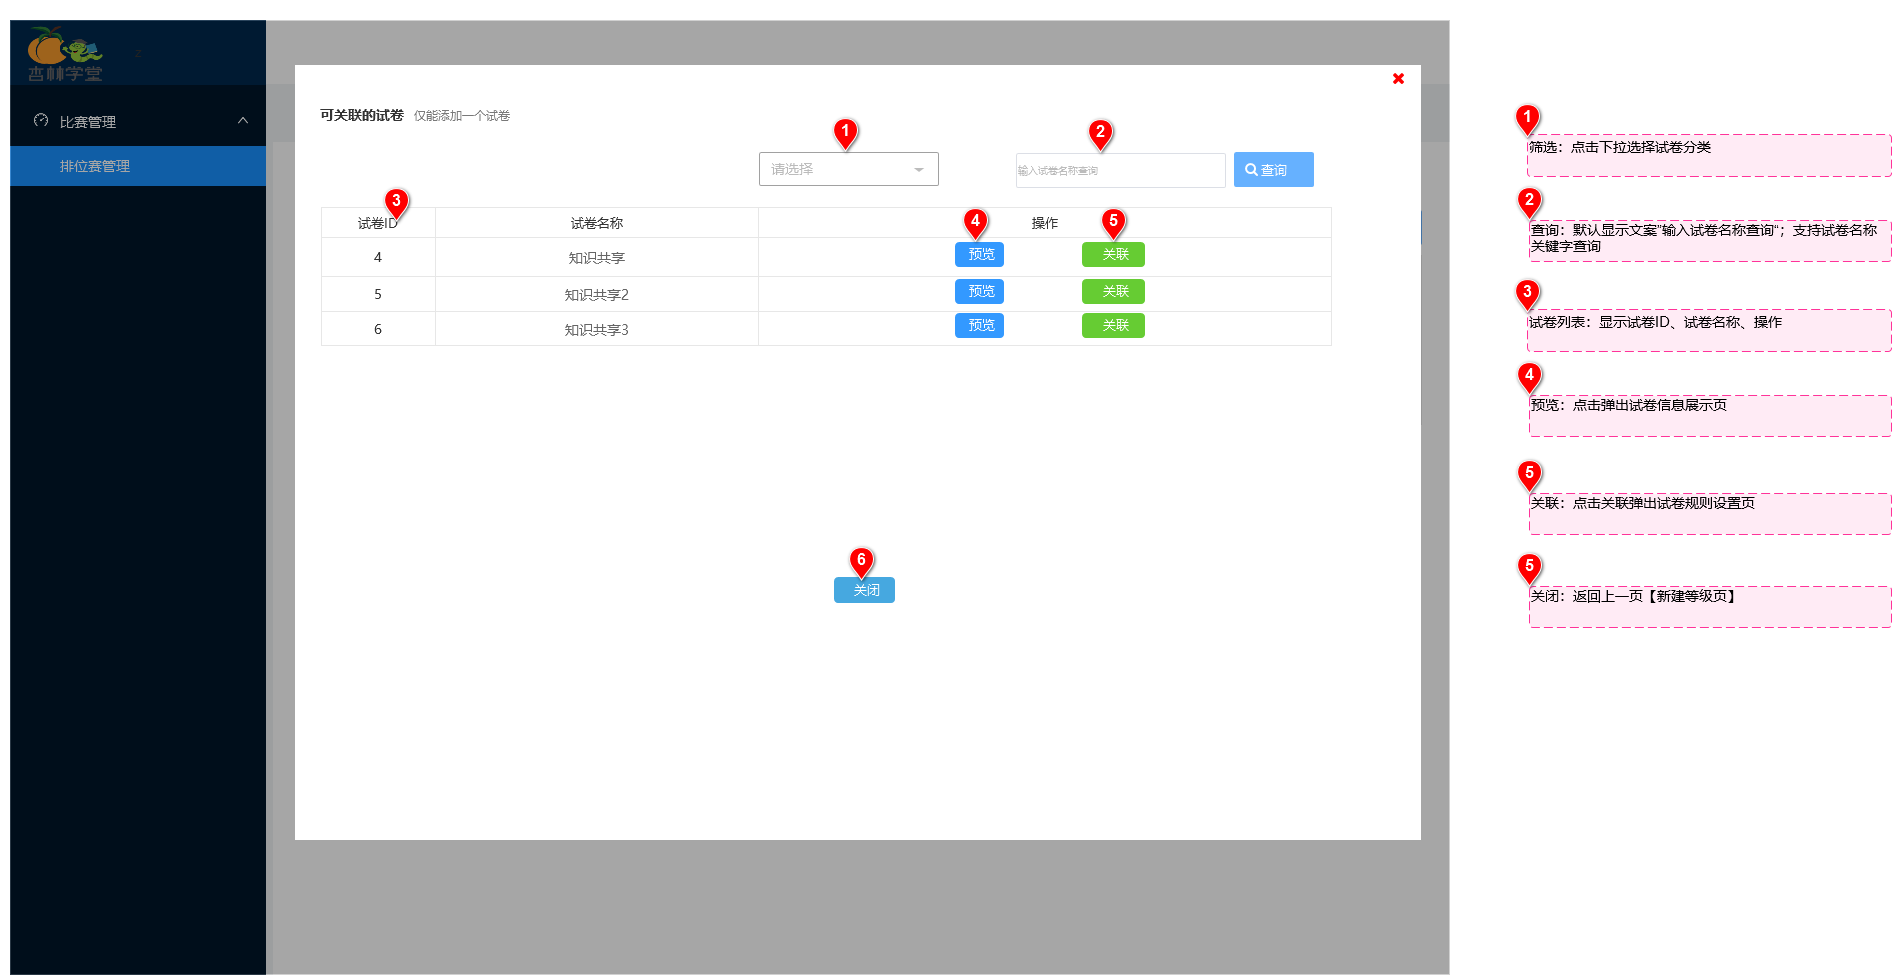 杏林学堂
z
比赛管理
排位赛管理
可关联的试卷 仅能添加一个试卷
1
2
请选择
输入试卷名称查询
查询
3
4
5
试卷ID 试卷名称 操作
4 知识共享 预览 关联
5 知识共享2 预览 关联
6 知识共享3 预览 关联
6
关闭
1
筛选：点击下拉选择试卷分类
2
查询：默认显示文案"输入试卷名称查询"；支持试卷名称
关键字查询
3
试卷列表：显示试卷ID、试卷名称、操作
4
预览：点击弹出试卷信息展示页
5
关联：点击关联弹出试卷规则设置页
5
关闭：返回上一页【新建等级页】